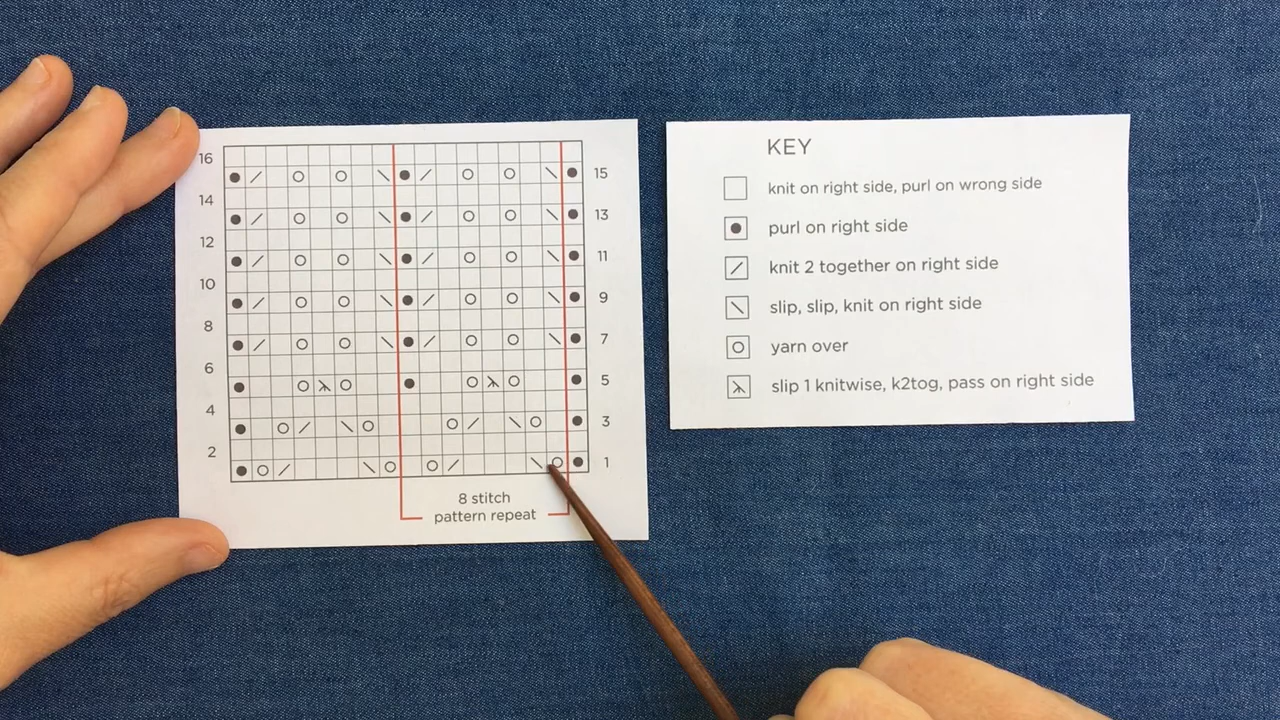 16
15
14
13
12
11
10
9
8
7
6
5
4
3
2
1
8 stitch
pattern repeat
KEY
knit on right side, purl on wrong side
purl on right side
knit 2 together on right side
slip, slip, knit on right side
yarn over
slip 1 knitwise, k2tog, pass on right side